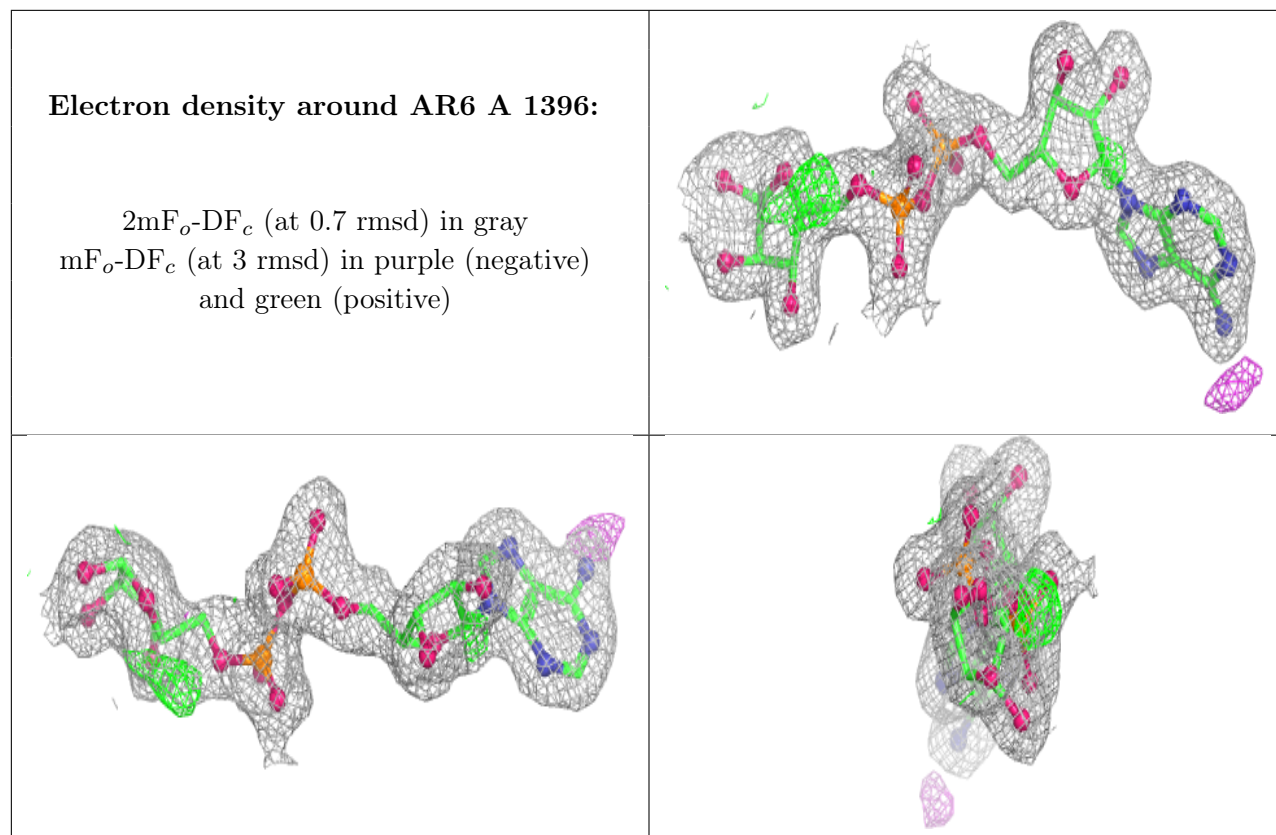 Electron density around AR6 A 1396:
2mFₒ-DF𝒸 (at 0.7 rmsd) in gray
mFₒ-DF𝒸 (at 3 rmsd) in purple (negative)
and green (positive)